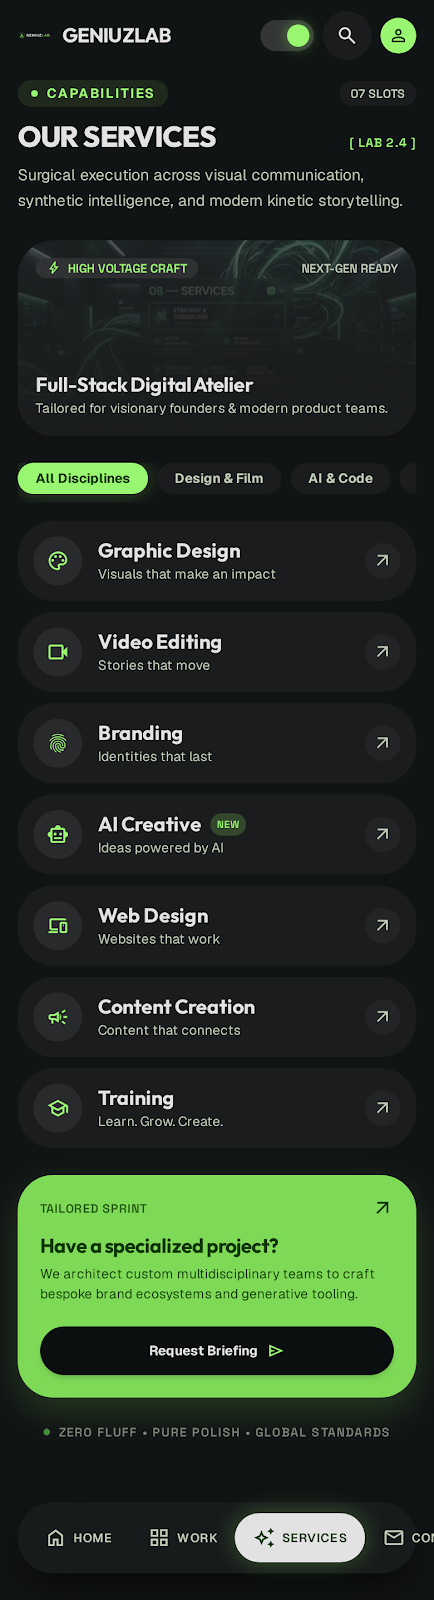 GENIUZLAB
CAPABILITIES
07 SLOTS
OUR SERVICES
[ LAB 2.4 ]
Surgical execution across visual communication,
synthetic intelligence, and modern kinetic storytelling.
HIGH VOLTAGE CRAFT
NEXT-GEN READY
08 — SERVICES
STRATEGY &
CONSULTING
Full-Stack Digital Atelier
Tailored for visionary founders & modern product teams.
All Disciplines
Design & Film
AI & Code
Graphic Design
Visuals that make an impact
Video Editing
Stories that move
Branding
Identities that last
AI Creative NEW
Ideas powered by AI
Web Design
Websites that work
Content Creation
Content that connects
Training
Learn. Grow. Create.
TAILORED SPRINT
Have a specialized project?
We architect custom multidisciplinary teams to craft
bespoke brand ecosystems and generative tooling.
Request Briefing
ZERO FLUFF • PURE POLISH • GLOBAL STANDARDS
HOME
WORK
SERVICES
CON